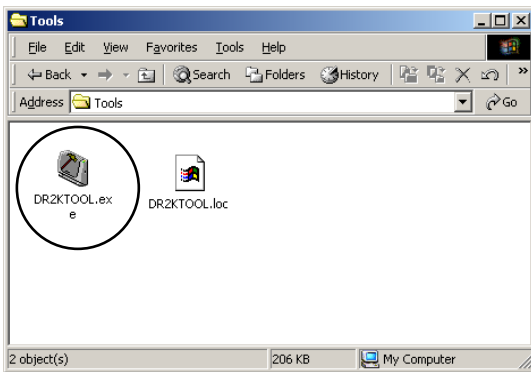 Tools
File Edit View Favorites Tools Help
Back Search Folders History »
Address Tools Go
DR2KTOOL.ex
e
DR2KTOOL.loc
2 object(s) 206 KB My Computer